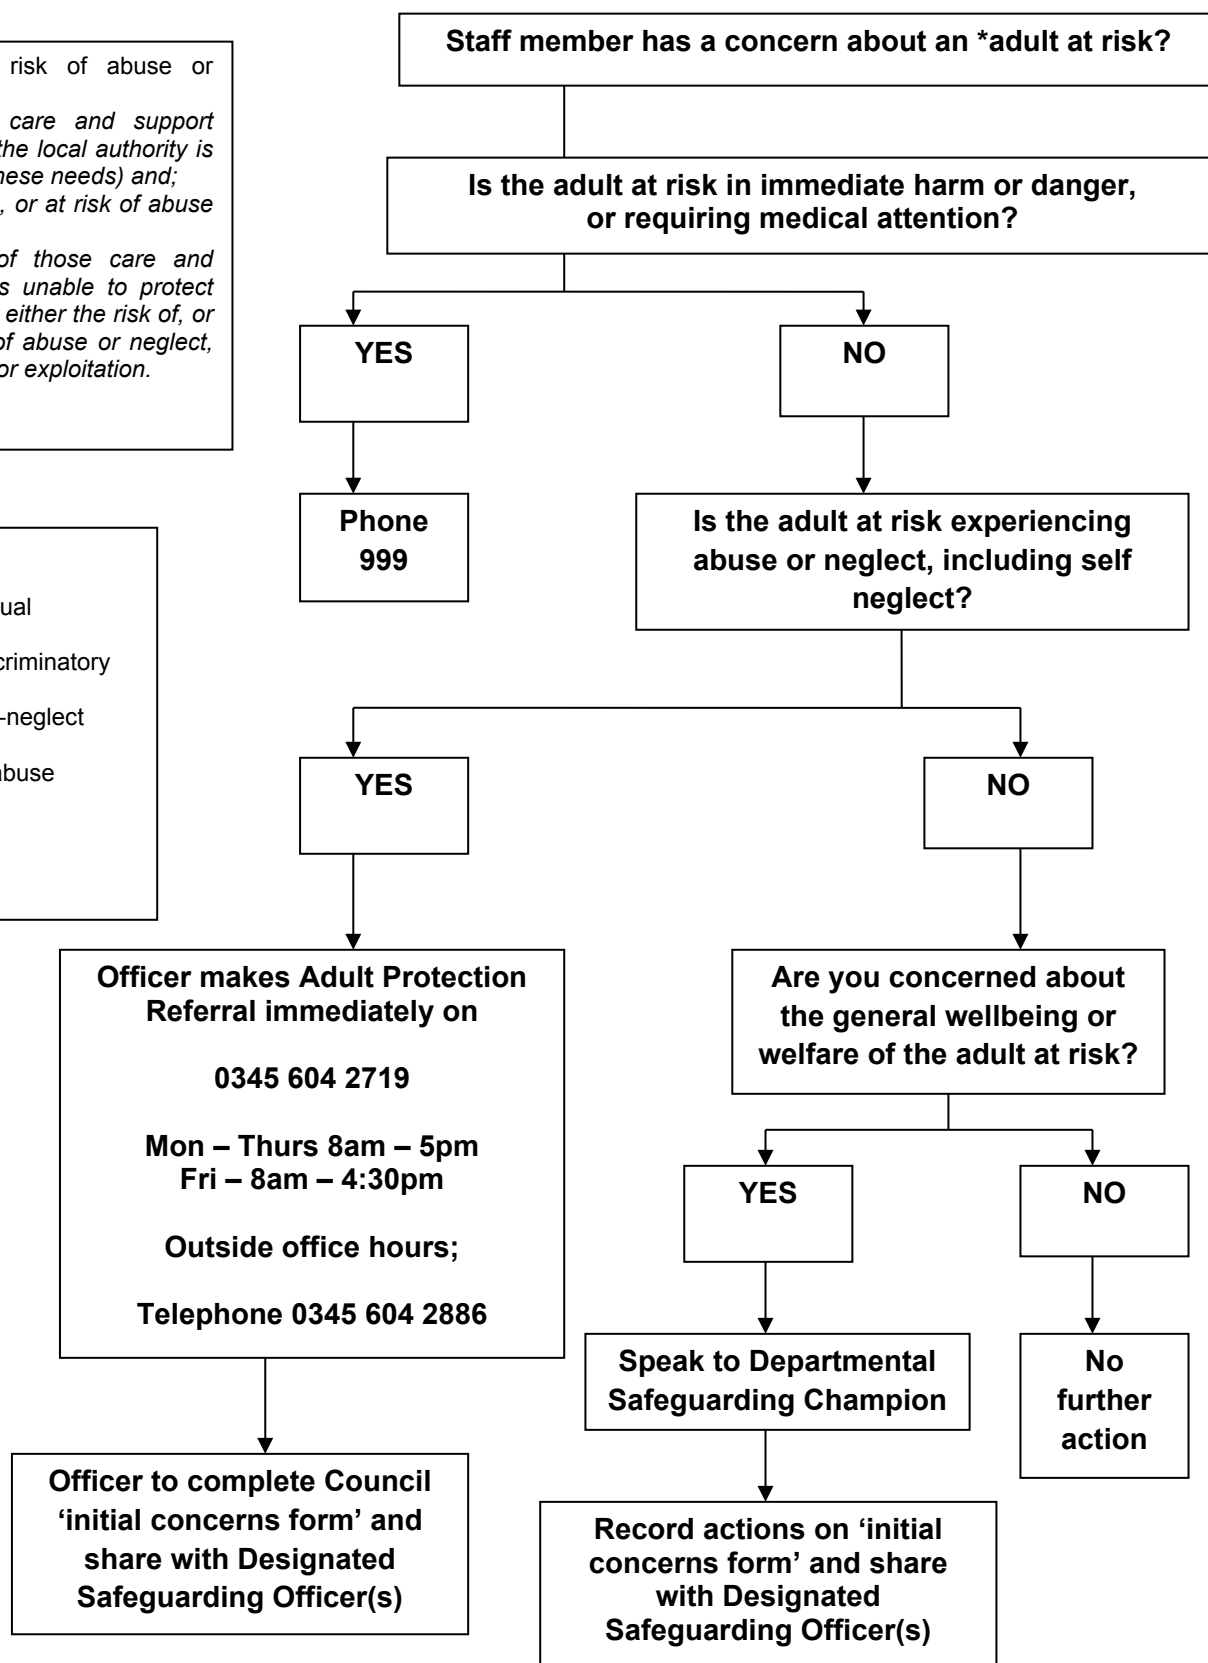 Staff member has a concern about an *adult at risk?
risk of abuse or
care and support
the local authority is
hese needs) and;
, or at risk of abuse
of those care and
s unable to protect
either the risk of, or
of abuse or neglect,
or exploitation.
Is the adult at risk in immediate harm or danger,
or requiring medical attention?
YES
NO
Phone
999
Is the adult at risk experiencing
abuse or neglect, including self
neglect?
ual
criminatory
-neglect
abuse
YES
NO
Officer makes Adult Protection
Referral immediately on
0345 604 2719
Mon – Thurs 8am – 5pm
Fri – 8am – 4:30pm
Outside office hours;
Telephone 0345 604 2886
Are you concerned about
the general wellbeing or
welfare of the adult at risk?
YES
NO
Speak to Departmental
Safeguarding Champion
No
further
action
Officer to complete Council
‘initial concerns form’ and
share with Designated
Safeguarding Officer(s)
Record actions on ‘initial
concerns form’ and share
with Designated
Safeguarding Officer(s)